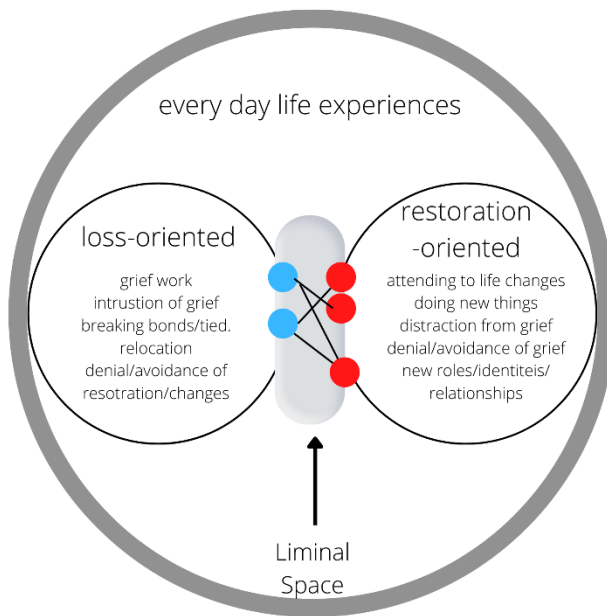 every day life experiences
loss-oriented
grief work
intrustion of grief
breaking bonds/tied.
relocation
denial/avoidance of
resotration/changes
restoration
-oriented
attending to life changes
doing new things
distraction from grief
denial/avoidance of grief
new roles/identiteis/
relationships
Liminal
Space